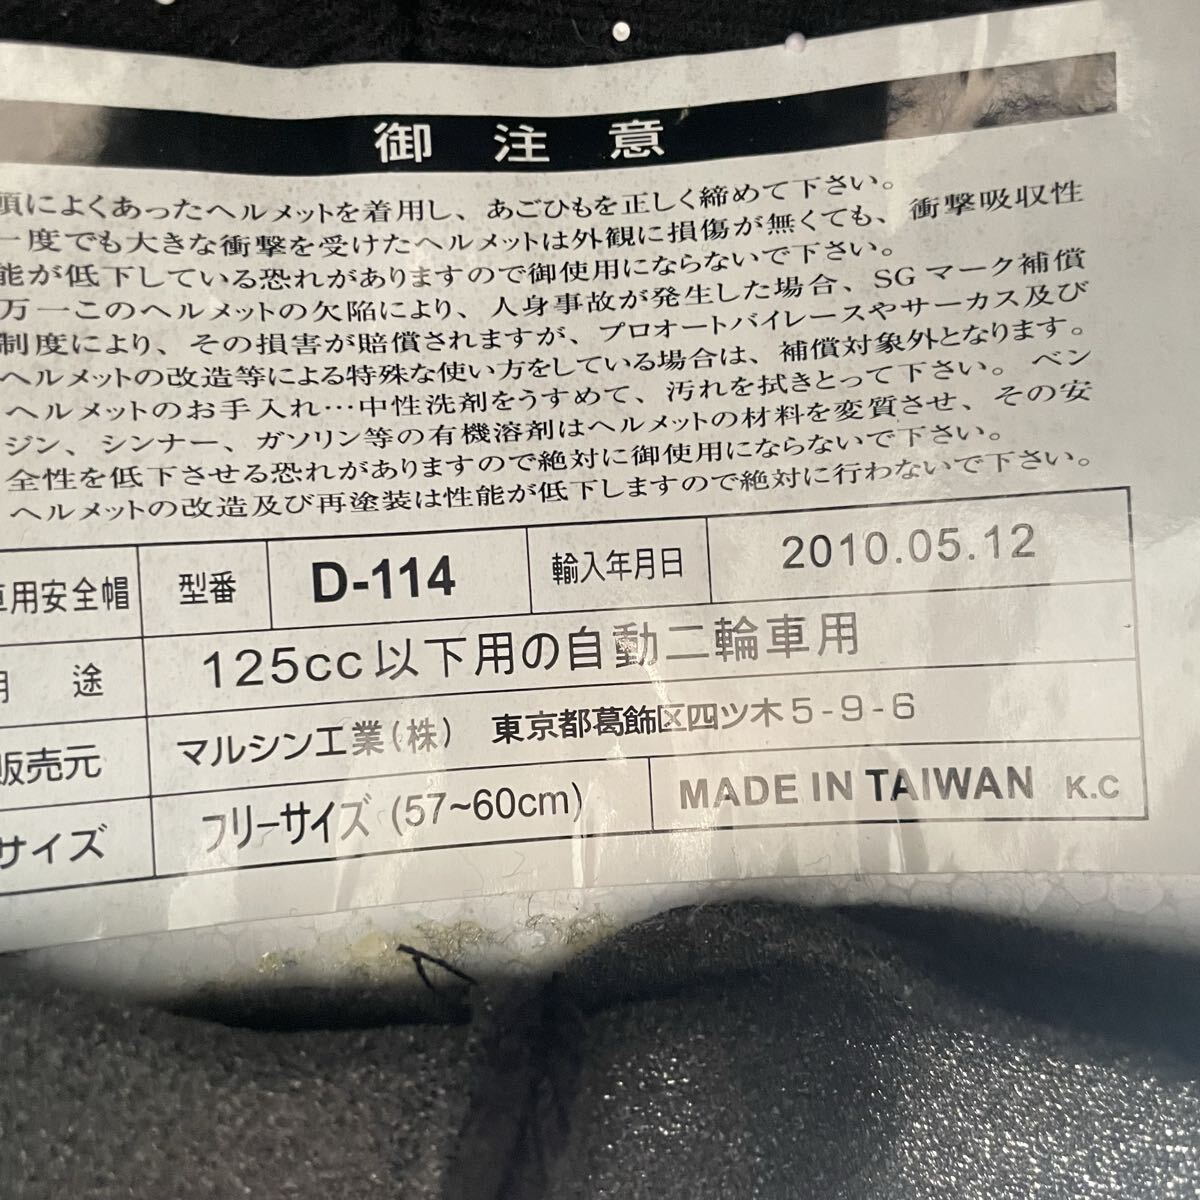 御注意
頭によくあったヘルメットを着用し、あごひもを正しく締めて下さい。
一度でも大きな衝撃を受けたヘルメットは外観に損傷が無くても、衝撃吸収性
能が低下している恐れがありますので御使用にならないで下さい。
万一このヘルメットの欠陥により、人身事故が発生した場合、SGマーク補償
制度により、その損害が賠償されますが、プロオートバイレースやサーカス及び
ヘルメットの改造等による特殊な使い方をしている場合は、補償対象外となります。
ヘルメットのお手入れ…中性洗剤をうすめて、汚れを拭きとって下さい。ベン
ジン、シンナー、ガソリン等の有機溶剤はヘルメットの材料を変質させ、その安
全性を低下させる恐れがありますので絶対に御使用にならないで下さい。
ヘルメットの改造及び再塗装は性能が低下しますので絶対に行わないで下さい。
車用安全帽 型番 D-114 輸入年月日 2010.05.12
用途 125cc以下用の自動二輪車用
販売元 マルシン工業(株) 東京都葛飾区四ツ木5-9-6
サイズ フリーサイズ (57~60cm) MADE IN TAIWAN K.C